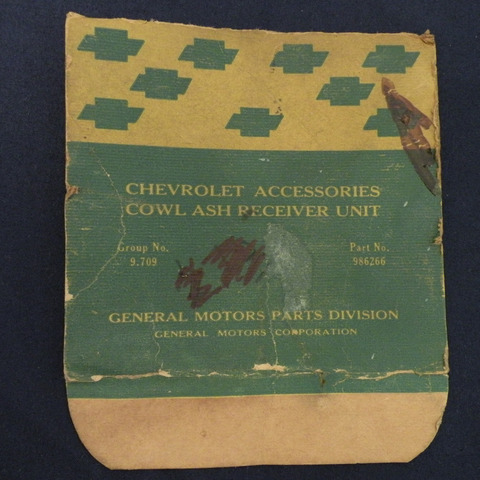 CHEVROLET ACCESSORIES
COWL ASH RECEIVER UNIT
Group No.
9.709
Part No.
986266
GENERAL MOTORS PARTS DIVISION
GENERAL MOTORS CORPORATION